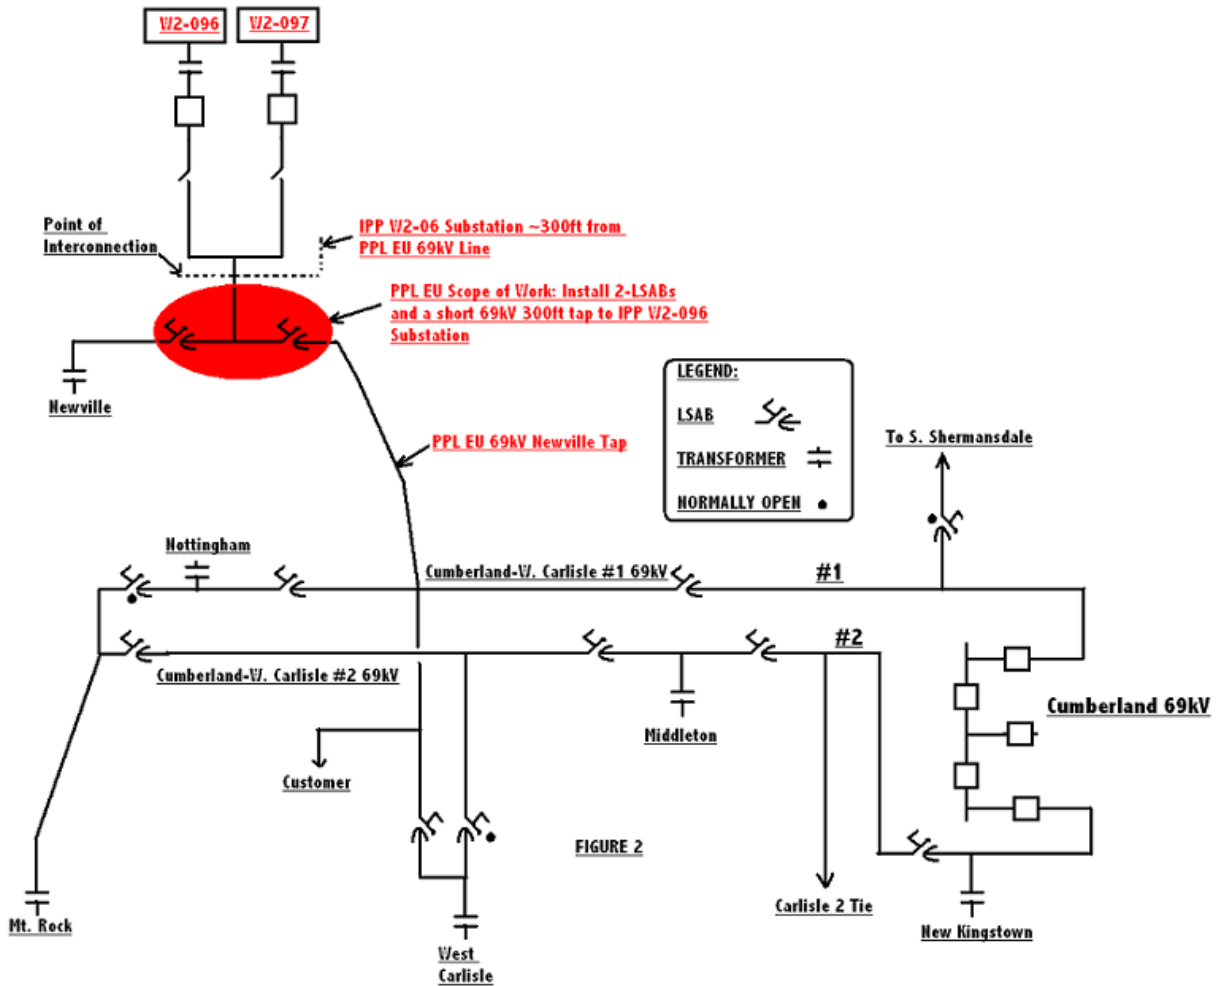 W2-096
W2-097
Point of
Interconnection
IPP W2-06 Substation ~300ft from
PPL EU 69kV Line
PPL EU Scope of Work: Install 2-LSABs
and a short 69kV 300ft tap to IPP W2-096
Substation
Newville
LEGEND:
LSAB
TRANSFORMER
NORMALLY OPEN
To S. Shermansdale
PPL EU 69kV Newville Tap
Nottingham
Cumberland-W. Carlisle #1 69kV
#1
#2
Cumberland-W. Carlisle #2 69kV
Cumberland 69kV
Middleton
Customer
FIGURE 2
Mt. Rock
West
Carlisle
Carlisle 2 Tie
New Kingstown